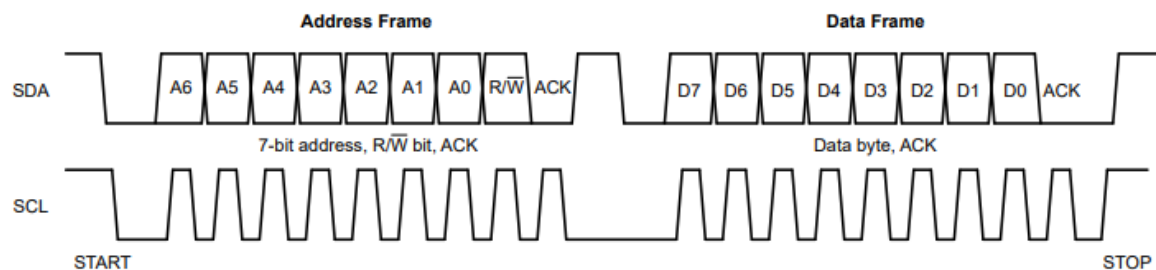 Address Frame Data Frame
SDA A6 A5 A4 A3 A2 A1 A0 R/W̅ ACK D7 D6 D5 D4 D3 D2 D1 D0 ACK
7-bit address, R/W̅ bit, ACK Data byte, ACK
SCL
START STOP